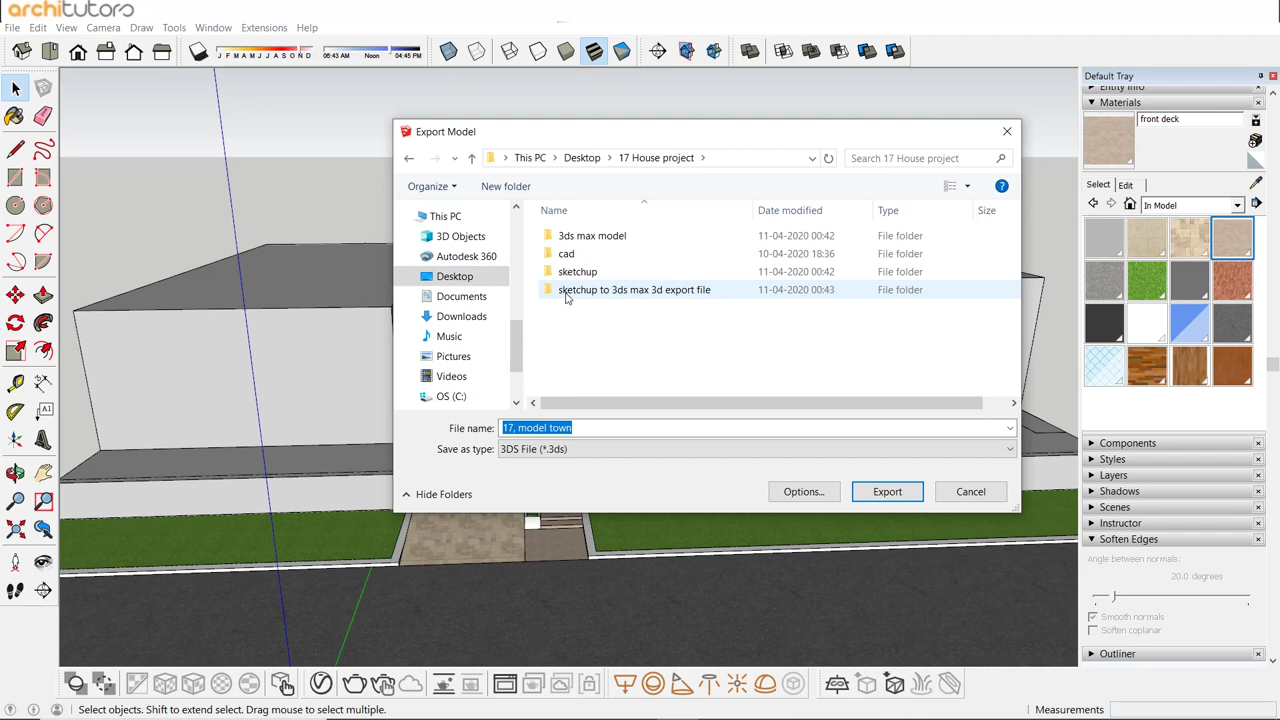 architutors
File Edit View Camera Draw Tools Window Extensions Help
J F M A M J J A S O N D 06:43 AM Noon 04:45 PM
Default Tray
Entity Info
Materials
front deck
Select Edit
In Model
Components
Styles
Layers
Shadows
Scenes
Instructor
Soften Edges
Angle between normals:
20.0 degrees
Smooth normals
Soften coplanar
Outliner
Export Model
This PC > Desktop > 17 House project >
Search 17 House project
Organize New folder
This PC
3D Objects
Autodesk 360
Desktop
Documents
Downloads
Music
Pictures
Videos
OS (C:)
Name Date modified Type Size
3ds max model 11-04-2020 00:42 File folder
cad 10-04-2020 18:36 File folder
sketchup 11-04-2020 00:42 File folder
sketchup to 3ds max 3d export file 11-04-2020 00:43 File folder
File name: 17, model town
Save as type: 3DS File (*.3ds)
Hide Folders Options... Export Cancel
Select objects. Shift to extend select. Drag mouse to select multiple.
Measurements